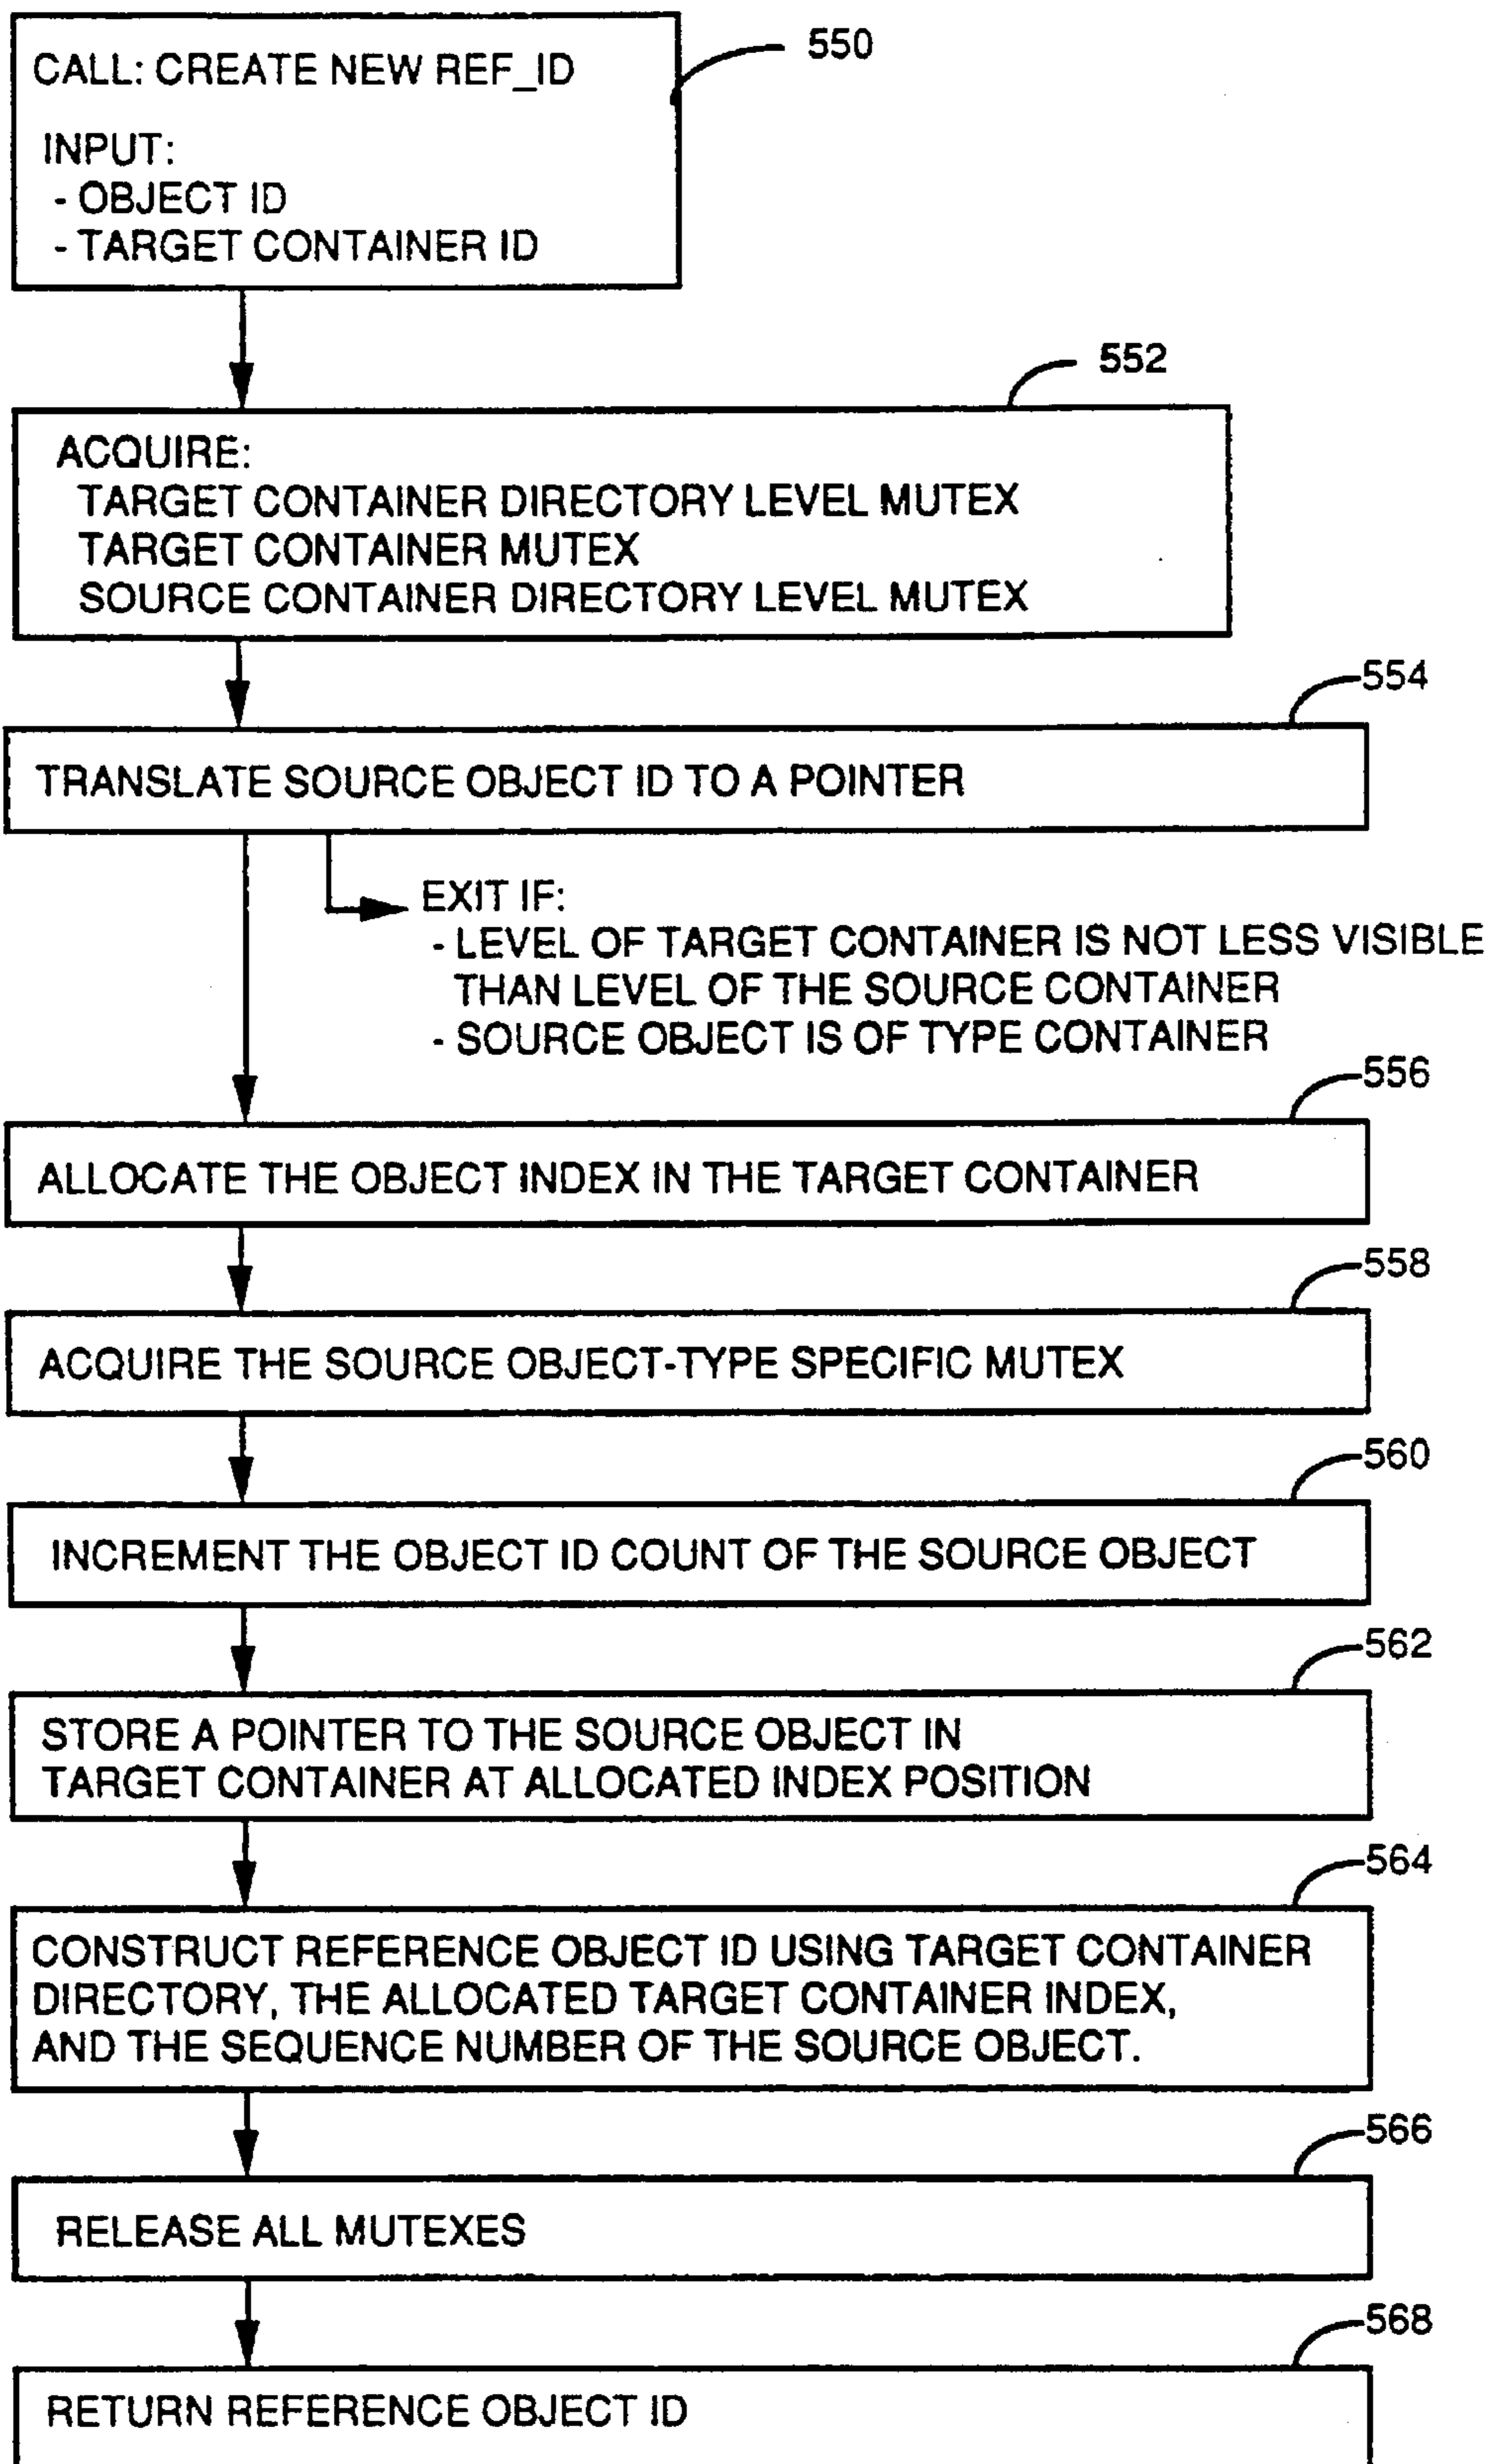 550
CALL: CREATE NEW REF_ID
INPUT:
- OBJECT ID
- TARGET CONTAINER ID
552
ACQUIRE:
TARGET CONTAINER DIRECTORY LEVEL MUTEX
TARGET CONTAINER MUTEX
SOURCE CONTAINER DIRECTORY LEVEL MUTEX
554
TRANSLATE SOURCE OBJECT ID TO A POINTER
EXIT IF:
- LEVEL OF TARGET CONTAINER IS NOT LESS VISIBLE
THAN LEVEL OF THE SOURCE CONTAINER
- SOURCE OBJECT IS OF TYPE CONTAINER
556
ALLOCATE THE OBJECT INDEX IN THE TARGET CONTAINER
558
ACQUIRE THE SOURCE OBJECT-TYPE SPECIFIC MUTEX
560
INCREMENT THE OBJECT ID COUNT OF THE SOURCE OBJECT
562
STORE A POINTER TO THE SOURCE OBJECT IN
TARGET CONTAINER AT ALLOCATED INDEX POSITION
564
CONSTRUCT REFERENCE OBJECT ID USING TARGET CONTAINER
DIRECTORY, THE ALLOCATED TARGET CONTAINER INDEX,
AND THE SEQUENCE NUMBER OF THE SOURCE OBJECT.
566
RELEASE ALL MUTEXES
568
RETURN REFERENCE OBJECT ID